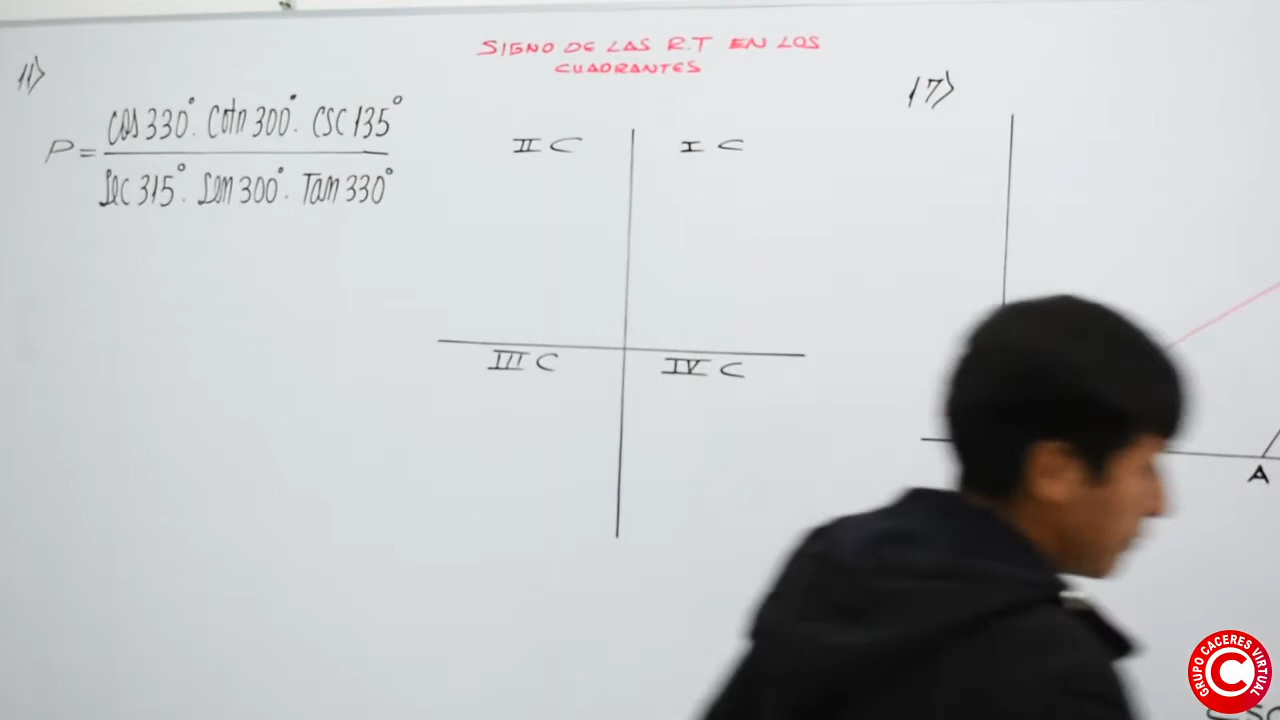 SIGNO DE LAS R.T EN LOS
CUADRANTES
11>
P = cos 330°. Cotn 300°. CSC 135°
Sec 315°. Sen 300°. Tan 330°
II C
I C
III C
IV C
17>
A
GRUPO CACERES VIRTUAL
C